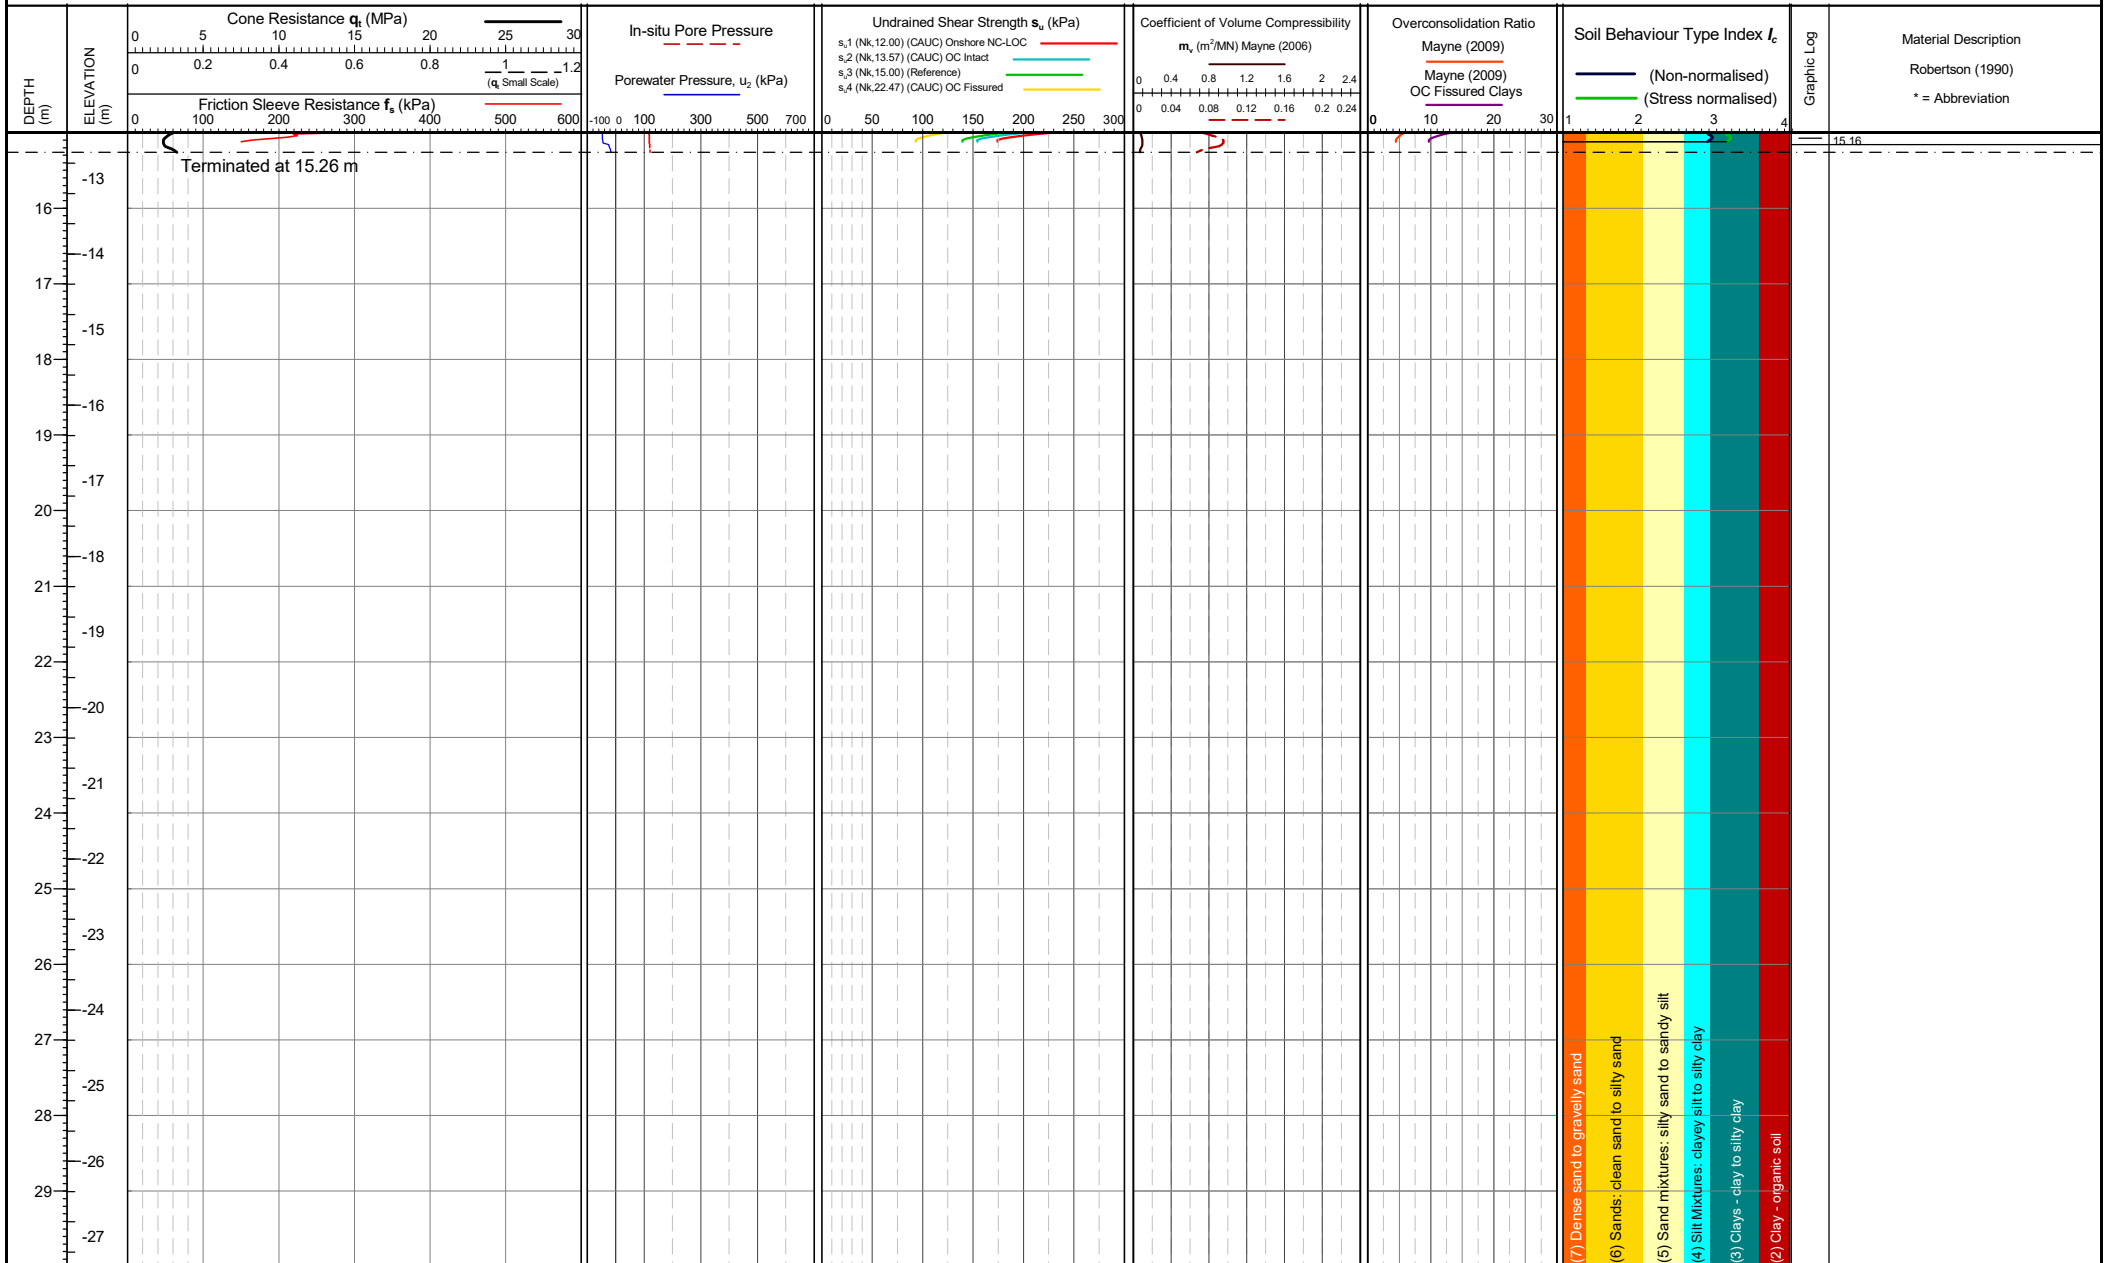 DEPTH (m)
ELEVATION (m)
Cone Resistance qt (MPa)
0 5 10 15 20 25 30
0 0.2 0.4 0.6 0.8 1 1.2
(qt Small Scale)
Friction Sleeve Resistance fs (kPa)
0 100 200 300 400 500 600
In-situ Pore Pressure
Porewater Pressure, u2 (kPa)
-100 0 100 300 500 700
Undrained Shear Strength su (kPa)
su1 (Nk,12.00) (CAUC) Onshore NC-LOC
su2 (Nk,13.57) (CAUC) OC Intact
su3 (Nk,15.00) (Reference)
su4 (Nk,22.47) (CAUC) OC Fissured
0 50 100 150 200 250 300
Coefficient of Volume Compressibility
mv (m2/MN) Mayne (2006)
0 0.4 0.8 1.2 1.6 2 2.4
0 0.04 0.08 0.12 0.16 0.2 0.24
Overconsolidation Ratio
Mayne (2009)
Mayne (2009)
OC Fissured Clays
0 10 20 30
Soil Behaviour Type Index Ic
(Non-normalised)
(Stress normalised)
1 2 3 4
Graphic Log
Material Description
Robertson (1990)
* = Abbreviation
15.16
Terminated at 15.26 m
-13
16
-14
17
-15
18
-16
19
-17
20
-18
21
-19
22
-20
23
-21
24
-22
25
-23
26
-24
27
-25
28
-26
29
-27
(7) Dense sand to gravelly sand
(6) Sands: clean sand to silty sand
(5) Sand mixtures: silty sand to sandy silt
(4) Silt Mixtures: clayey silt to silty clay
(3) Clays - clay to silty clay
(2) Clay - organic soil